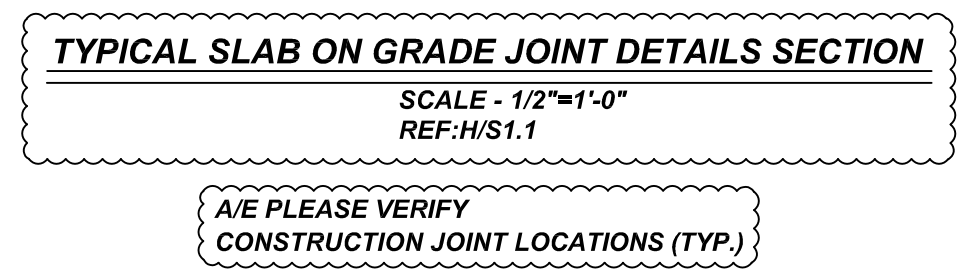 TYPICAL SLAB ON GRADE JOINT DETAILS SECTION
SCALE - 1/2"=1'-0"
REF:H/S1.1
A/E PLEASE VERIFY
CONSTRUCTION JOINT LOCATIONS (TYP.)